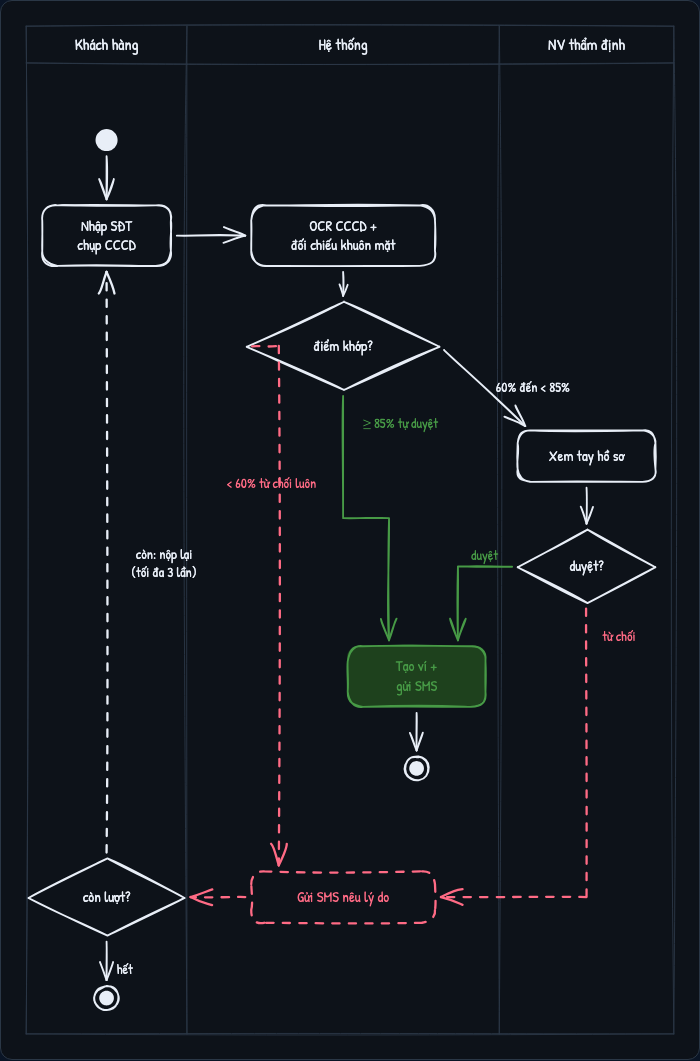 Khách hàng
Hệ thống
NV thẩm định
Nhập SĐT
chụp CCCD
OCR CCCD +
đối chiếu khuôn mặt
điểm khớp?
60% đến < 85%
≥ 85% tự duyệt
Xem tay hồ sơ
< 60% từ chối luôn
còn: nộp lại
(tối đa 3 lần)
duyệt
duyệt?
từ chối
Tạo ví +
gửi SMS
còn lượt?
Gửi SMS nêu lý do
hết